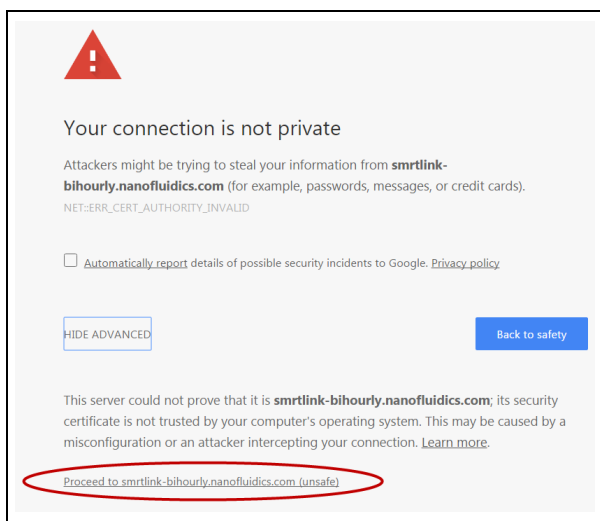 Your connection is not private
Attackers might be trying to steal your information from smrtlink-
bihourly.nanofluidics.com (for example, passwords, messages, or credit cards).
NET::ERR_CERT_AUTHORITY_INVALID
Automatically report details of possible security incidents to Google. Privacy policy
HIDE ADVANCED
Back to safety
This server could not prove that it is smrtlink-bihourly.nanofluidics.com; its security
certificate is not trusted by your computer's operating system. This may be caused by a
misconfiguration or an attacker intercepting your connection. Learn more.
Proceed to smrtlink-bihourly.nanofluidics.com (unsafe)